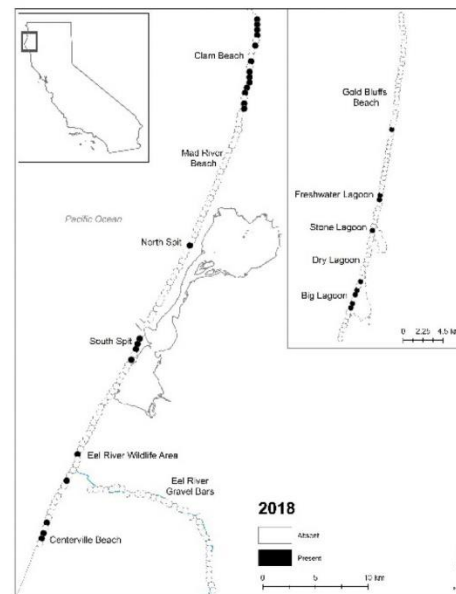 Clam Beach
Mad River
Beach
Pacific Ocean
North Spit
South Spit
Eel River Wildlife Area
Eel River
Gravel Bars
Centerville Beach
Gold Bluffs
Beach
Freshwater Lagoon
Stone Lagoon
Dry Lagoon
Big Lagoon
0 2.25 4.5 km
2018
Absent
Present
0 5 10 km